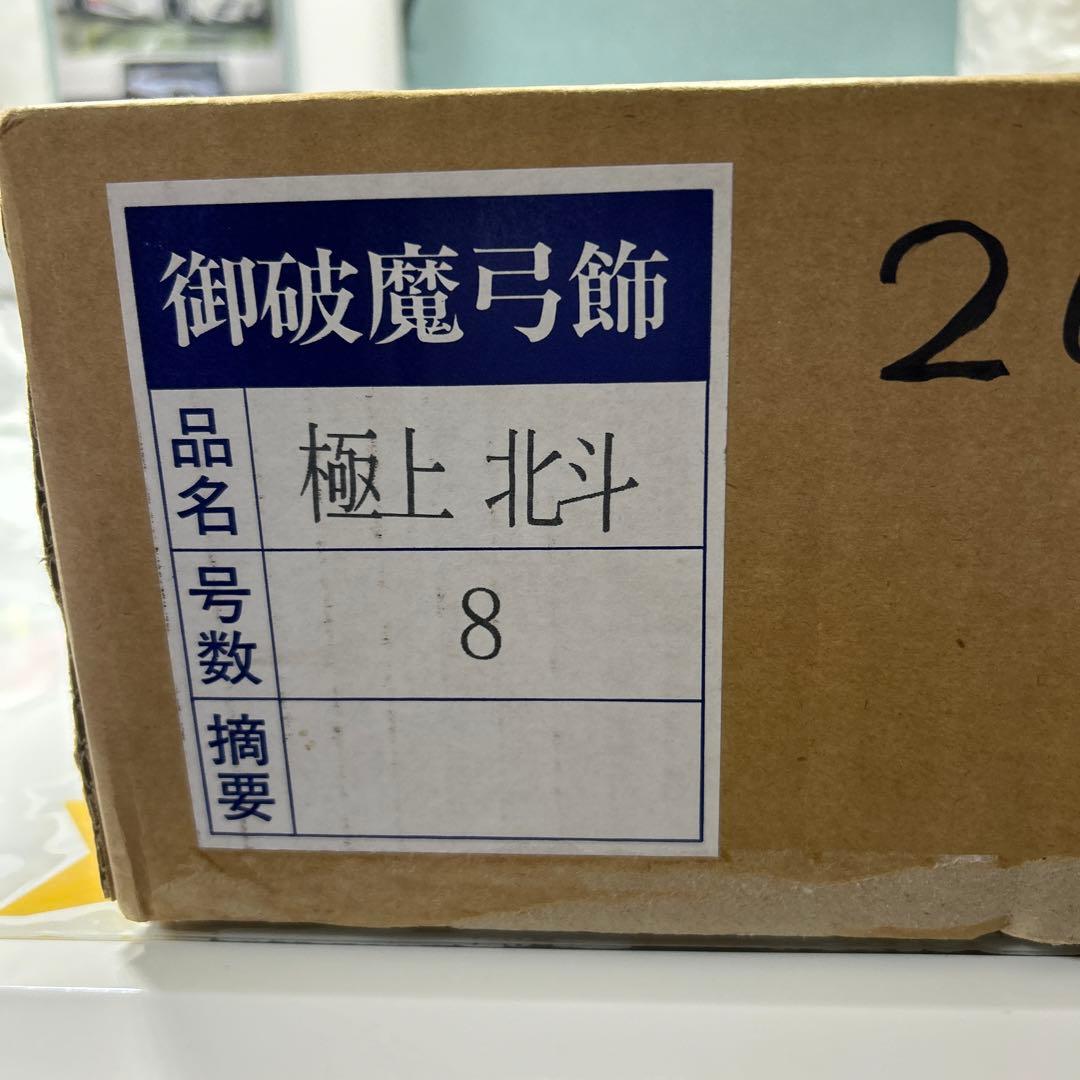 御破魔弓飾
品名 極上 北斗
号数 8
摘要
2